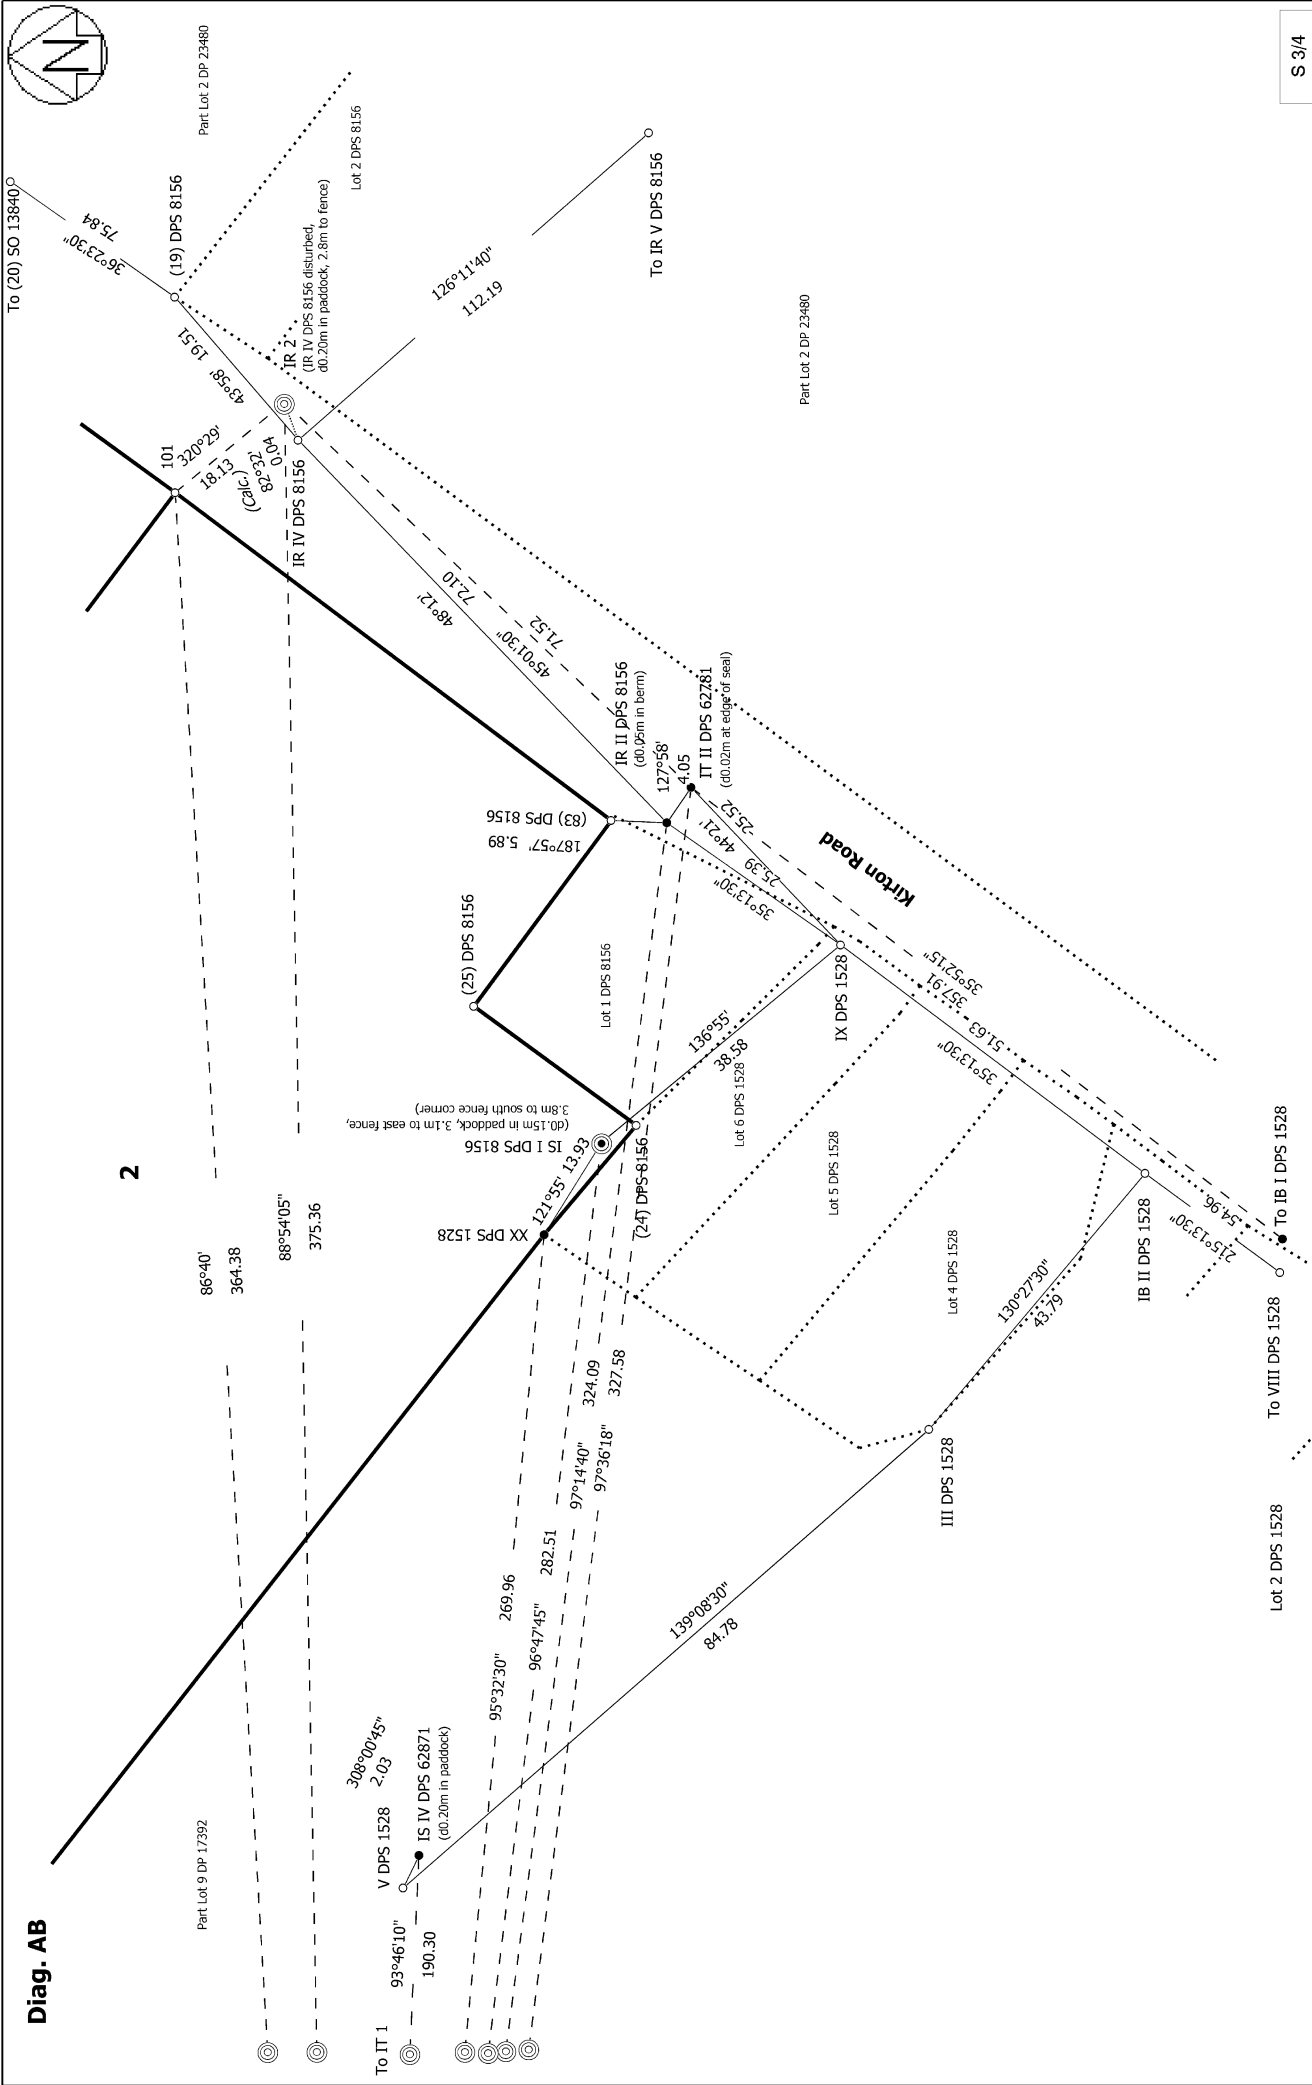 Diag. AB
N
S 3/4
To (20) SO 13840
75.84
36°23'30"
Part Lot 2 DP 23480
(19) DPS 8156
Lot 2 DPS 8156
19.51
43°58'
IR 2
(IR IV DPS 8156 disturbed,
d0.20m in paddock, 2.8m to fence)
126°11'40"
112.19
To IR V DPS 8156
Part Lot 2 DP 23480
101
320°29'
18.13
(Calc.)
82°32'
0.04
IR IV DPS 8156
72.10
48°12'
71.52
45°01'30"
IR II DPS 8156
(d0.05m in berm)
127°58'
4.05
IT II DPS 62781
(d0.02m at edge of seal)
(83) DPS 8156
187°57' 5.89
25.52
44°21'
25.39
35°13'30"
Kirton Road
(25) DPS 8156
Lot 1 DPS 8156
IX DPS 1528
35°52'15"
357.91
51.63
35°13'30"
136°55'
38.58
IS I DPS 8156
(d0.15m in paddock, 3.1m to east fence,
3.8m to south fence corner)
121°55' 13.93
(24) DPS 8156
XX DPS 1528
Lot 6 DPS 1528
Lot 5 DPS 1528
Lot 4 DPS 1528
2
86°40'
364.38
88°54'05"
375.36
130°27'30"
43.79
IB II DPS 1528
54.96
215°13'30"
To IB I DPS 1528
To VIII DPS 1528
III DPS 1528
Lot 2 DPS 1528
324.09
97°14'40"
327.58
97°36'18"
269.96
95°32'30"
282.51
96°47'45"
139°08'30"
84.78
308°00'45"
2.03
V DPS 1528
IS IV DPS 62871
(d0.20m in paddock)
Part Lot 9 DP 17392
93°46'10"
190.30
To IT 1